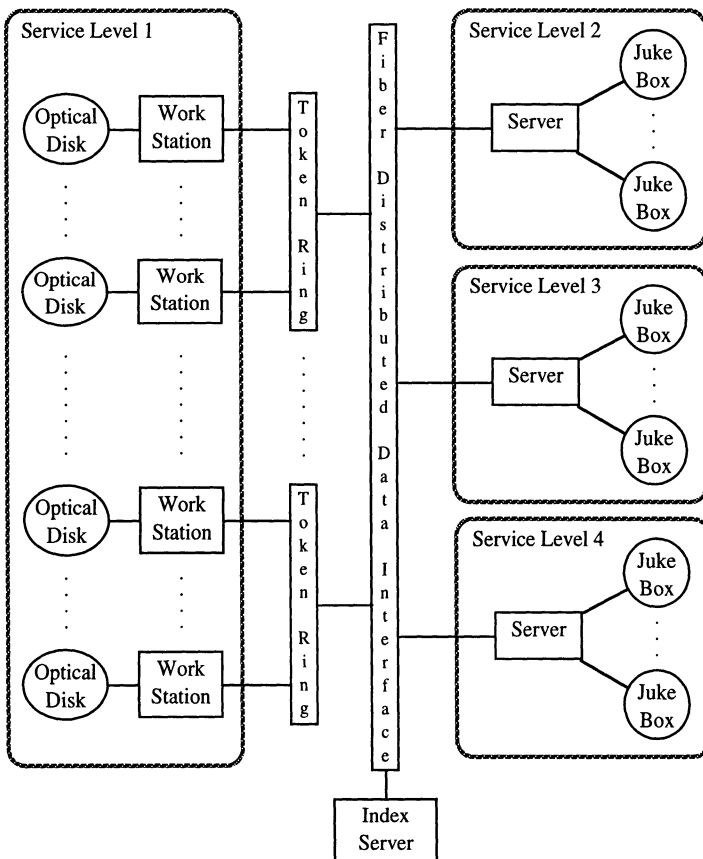 Service Level 1
Optical
Disk
Work
Station
Optical
Disk
Work
Station
Optical
Disk
Work
Station
Optical
Disk
Work
Station
Token Ring
Token Ring
Fiber Distributed Data Interface
Service Level 2
Server
Juke
Box
Juke
Box
Service Level 3
Server
Juke
Box
Juke
Box
Service Level 4
Server
Juke
Box
Juke
Box
Index
Server